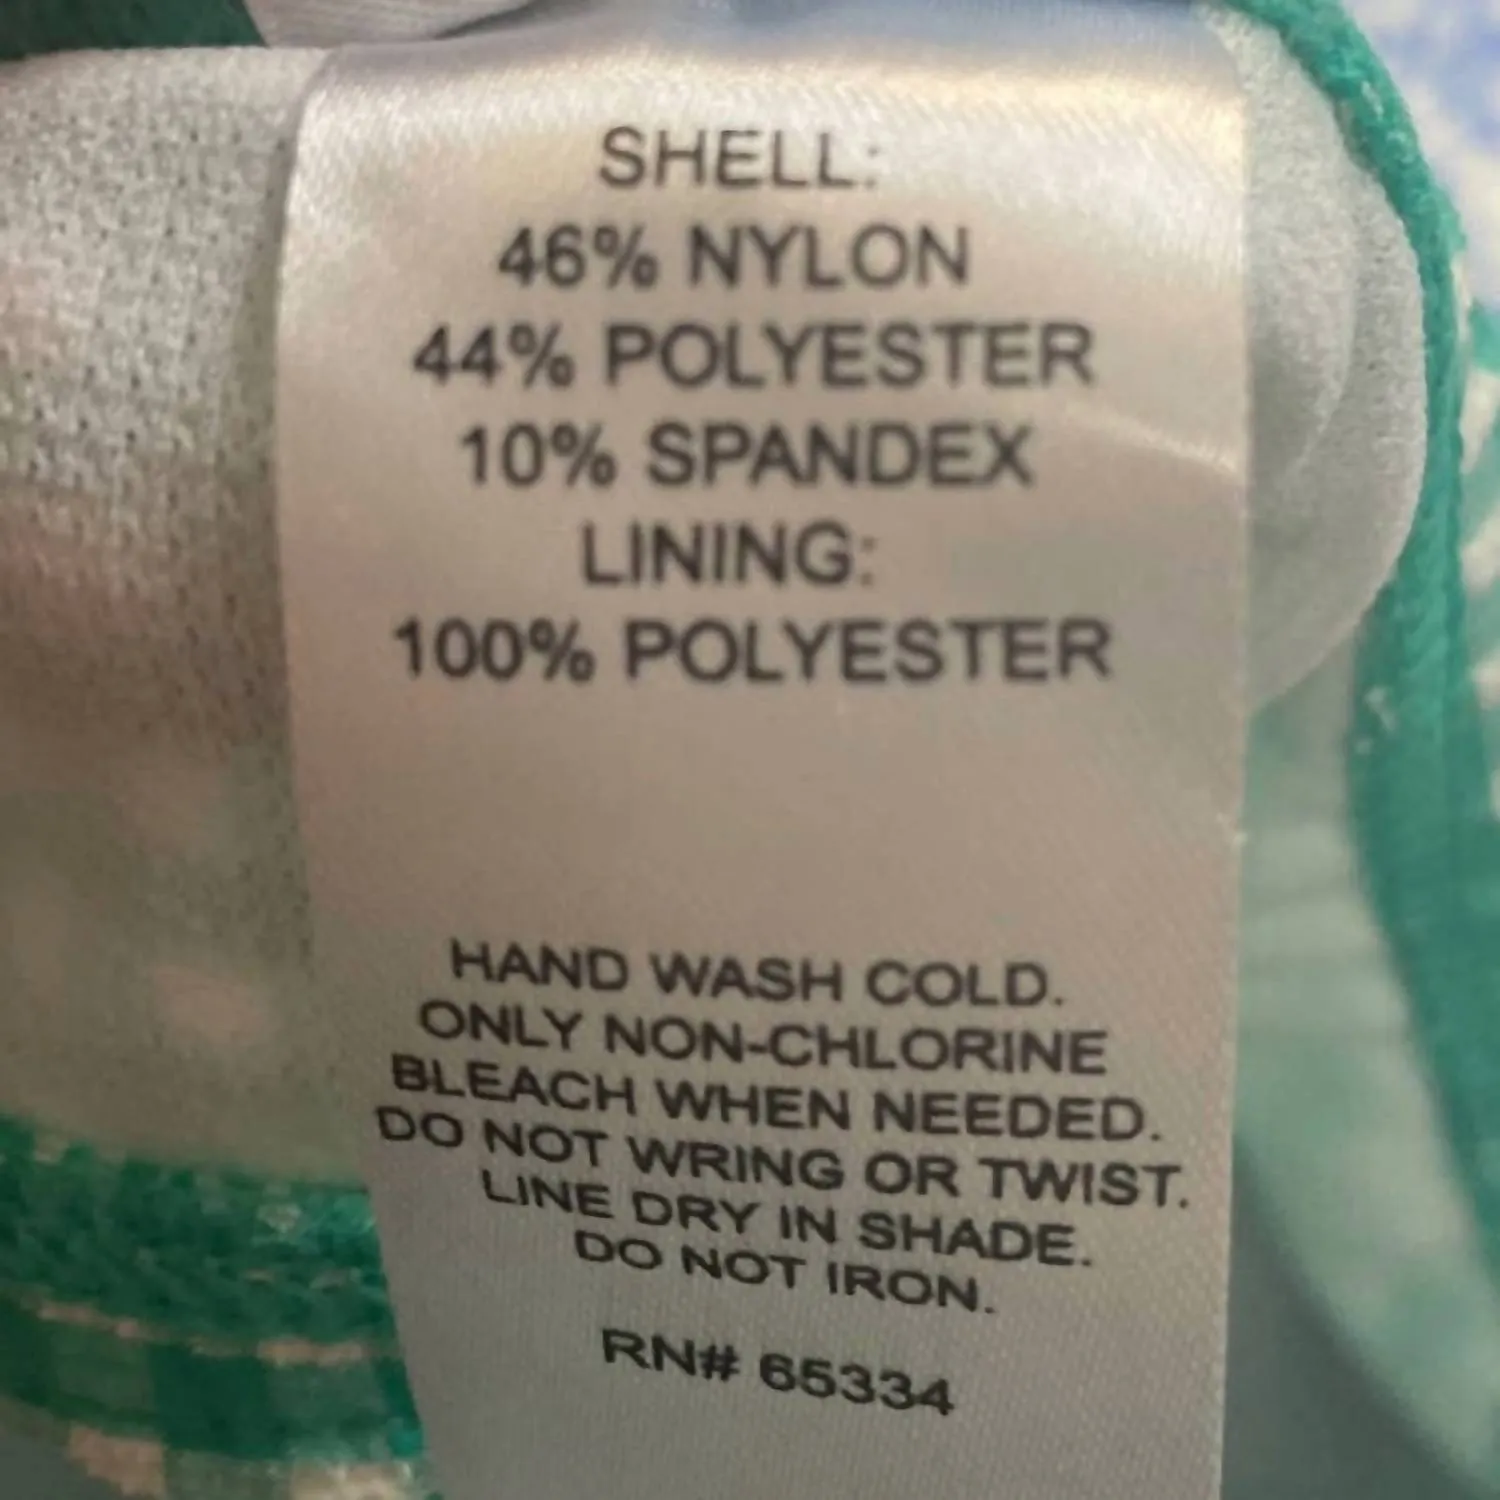 SHELL:
46% NYLON
44% POLYESTER
10% SPANDEX
LINING:
100% POLYESTER
HAND WASH COLD.
ONLY NON-CHLORINE
BLEACH WHEN NEEDED.
DO NOT WRING OR TWIST.
LINE DRY IN SHADE.
DO NOT IRON.
RN# 65334